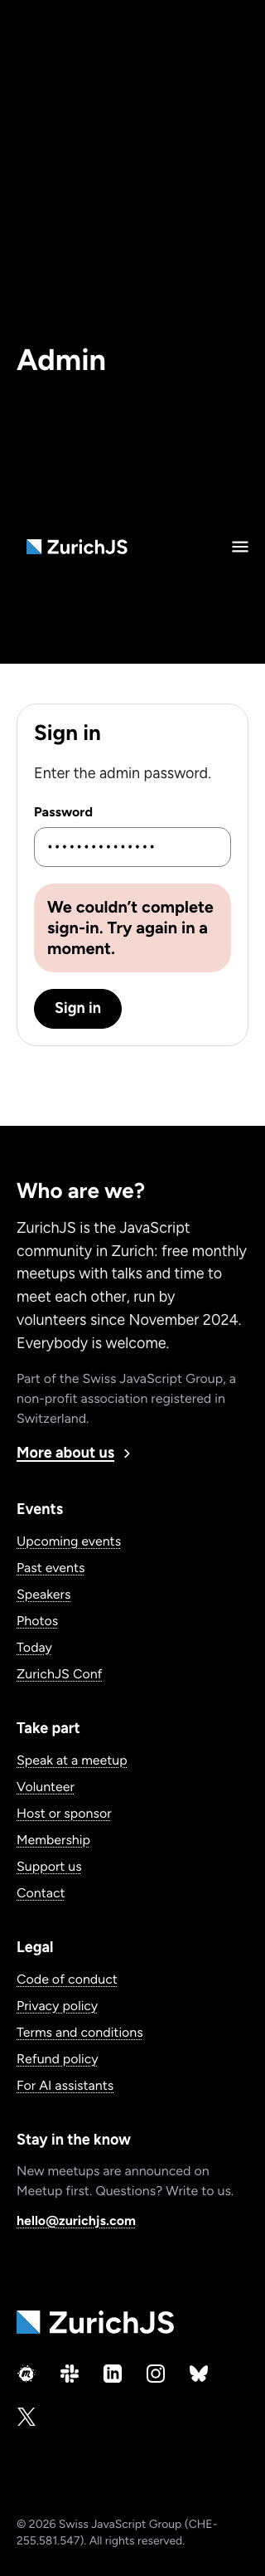 Admin
ZurichJS
Sign in
Enter the admin password.
Password
•••••••••••••••
We couldn’t complete
sign-in. Try again in a
moment.
Sign in
Who are we?
ZurichJS is the JavaScript
community in Zurich: free monthly
meetups with talks and time to
meet each other, run by
volunteers since November 2024.
Everybody is welcome.
Part of the Swiss JavaScript Group, a
non-profit association registered in
Switzerland.
More about us
Events
Upcoming events
Past events
Speakers
Photos
Today
ZurichJS Conf
Take part
Speak at a meetup
Volunteer
Host or sponsor
Membership
Support us
Contact
Legal
Code of conduct
Privacy policy
Terms and conditions
Refund policy
For AI assistants
Stay in the know
New meetups are announced on
Meetup first. Questions? Write to us.
hello@zurichjs.com
ZurichJS
© 2026 Swiss JavaScript Group (CHE-
255.581.547). All rights reserved.